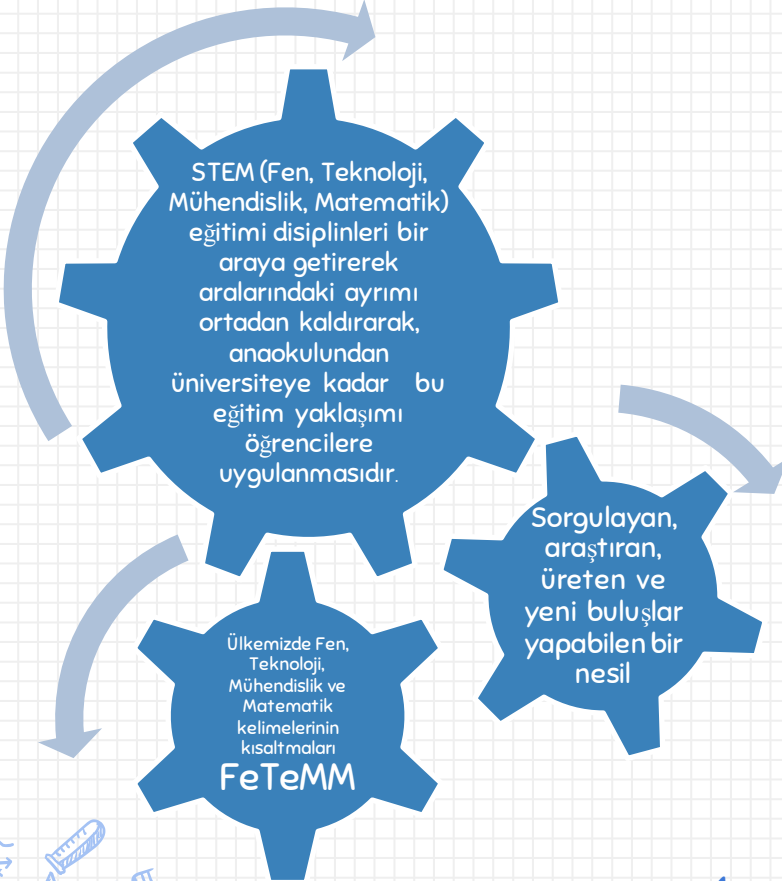 STEM (Fen, Teknoloji,
Mühendislik, Matematik)
eğitimi disiplinleri bir
araya getirerek
aralarındaki ayrımı
ortadan kaldırarak,
anaokulundan
üniversiteye kadar bu
eğitim yaklaşımı
öğrencilere
uygulanmasıdır.
Sorgulayan,
araştıran,
üreten ve
yeni buluşlar
yapabilen bir
nesil
Ülkemizde Fen,
Teknoloji,
Mühendislik ve
Matematik
kelimelerinin
kısaltmaları
FeTeMM